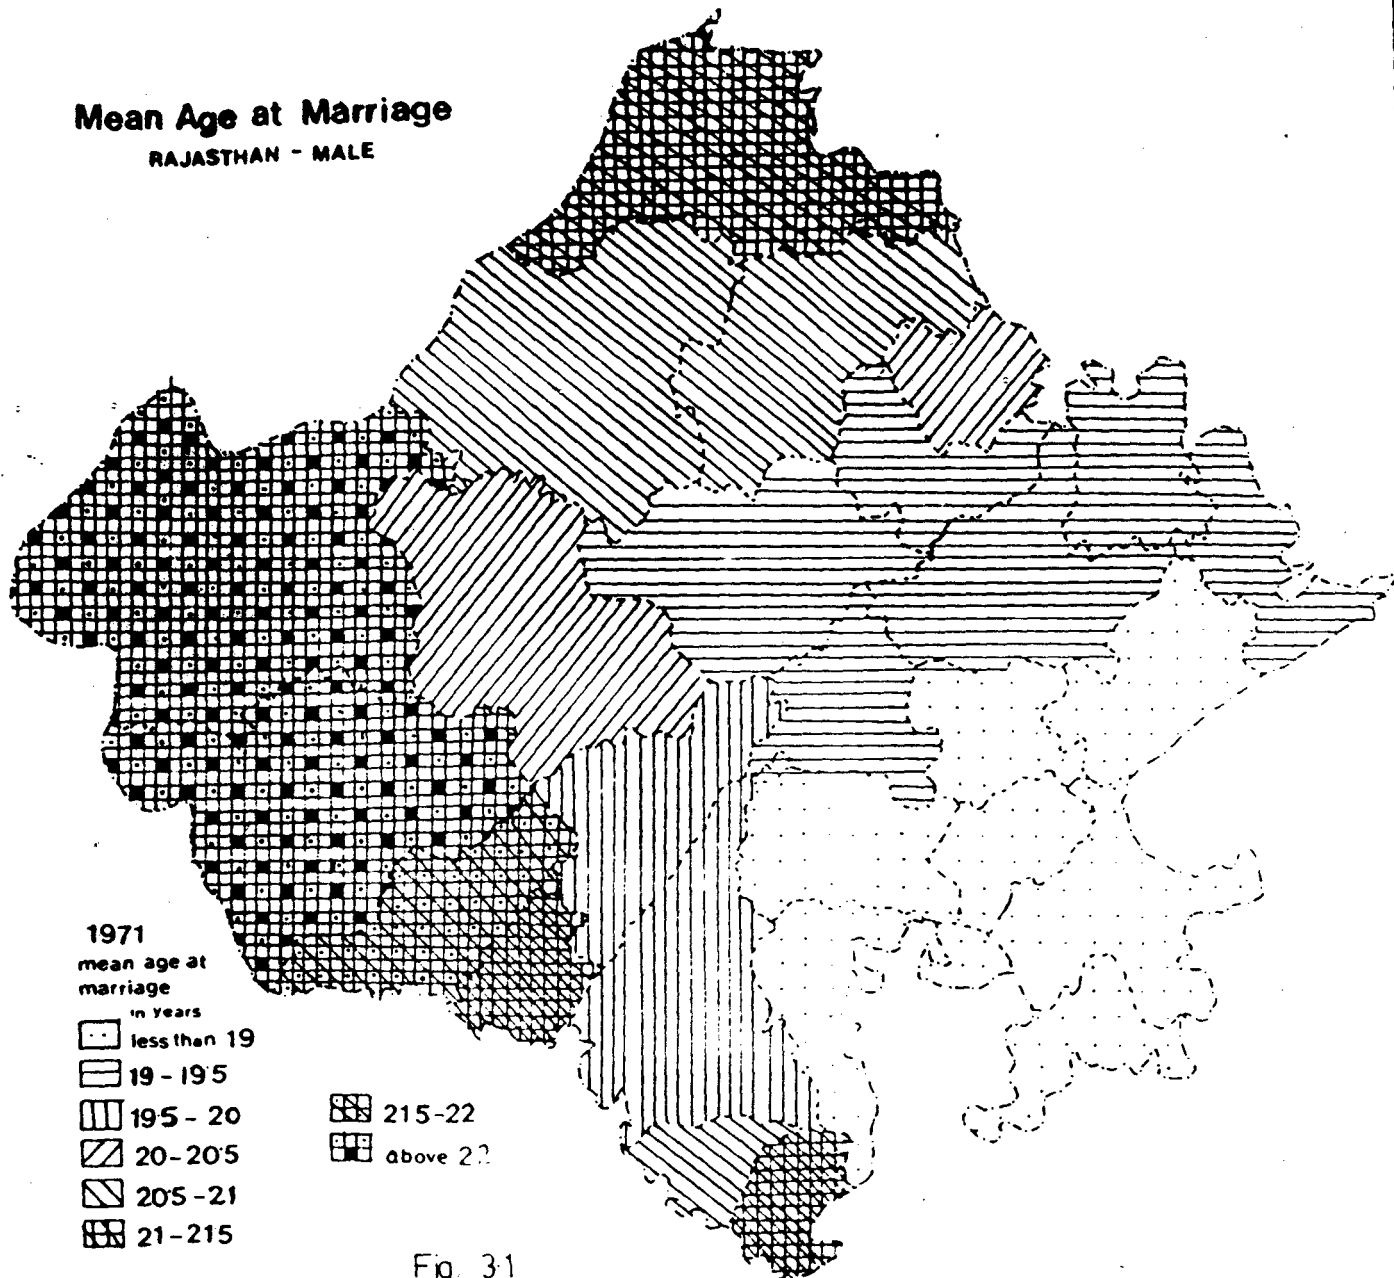 Mean Age at Marriage
RAJASTHAN - MALE
1971
mean age at
marriage
in years
less than 19
19 - 19·5
19·5 - 20
20 - 20·5
20·5 - 21
21 - 21·5
21·5 - 22
above 22
Fig. 3·1